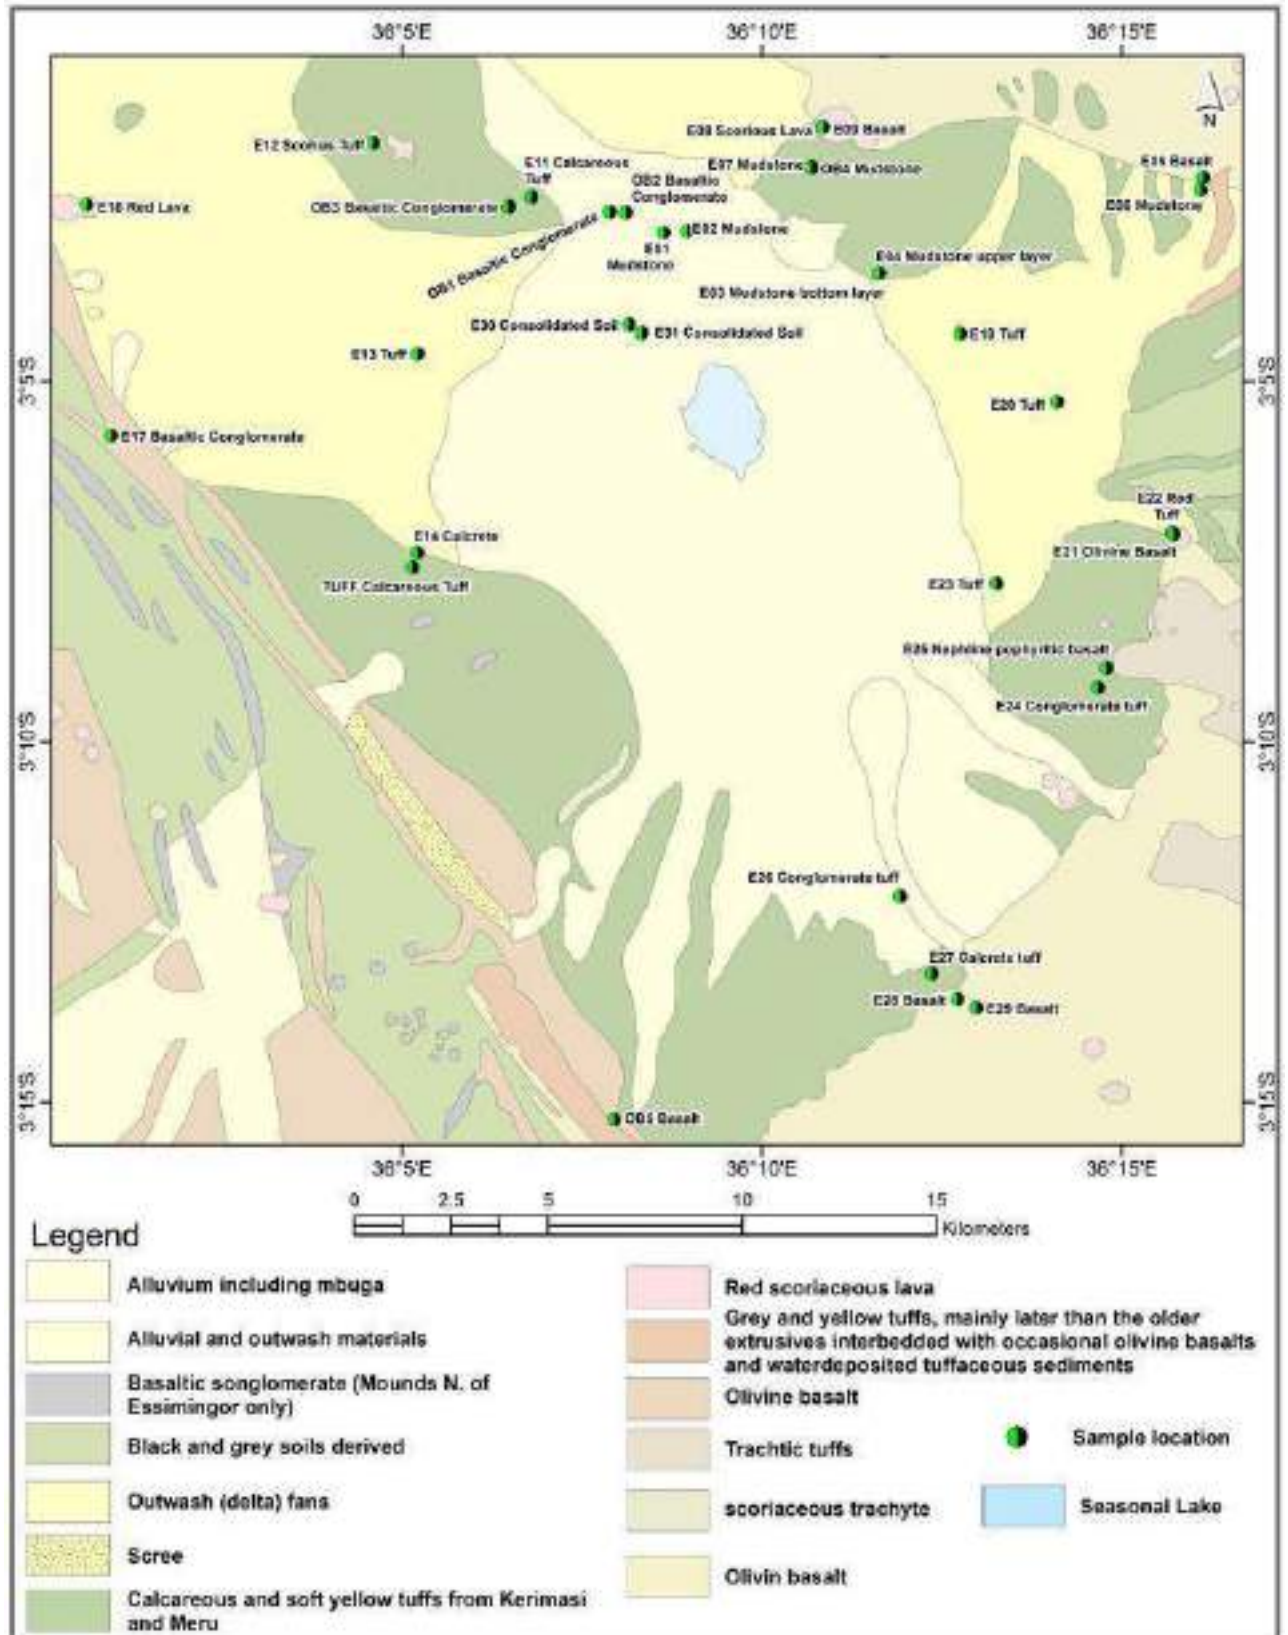 36°5'E 36°10'E 36°15'E
N
E08 Scorious Lava E09 Basalt
E12 Scorius Tuff
E11 Calcareous
Tuff
E07 Mudstone OB4 Mudstone
E05 Basalt
OB2 Basaltic
Conglomerate
E16 Red Lava
OB3 Basaltic Conglomerate
E06 Mudstone
OB1 Basaltic Conglomerate
E02 Mudstone
E01
Mudstone
E04 Mudstone upper layer
E03 Mudstone bottom layer
E30 Consolidated Soil E31 Consolidated Soil
E19 Tuff
E13 Tuff
3°5'S 3°5'S
E20 Tuff
E17 Basaltic Conglomerate
E22 Red
Tuff
E14 Calcrete
E21 Olivine Basalt
TUFF Calcareous Tuff
E23 Tuff
E25 Nephline pophyritic basalt
E24 Conglomerate tuff
3°10'S 3°10'S
E26 Conglomerate tuff
E27 Calcrete tuff
E28 Basalt E29 Basalt
3°15'S 3°15'S
OB5 Basalt
36°5'E 36°10'E 36°15'E
0 2.5 5 10 15
Kilometers
Legend
Alluvium including mbuga
Alluvial and outwash materials
Basaltic songlomerate (Mounds N. of
Essimingor only)
Black and grey soils derived
Outwash (delta) fans
Scree
Calcareous and soft yellow tuffs from Kerimasi
and Meru
Red scoriaceous lava
Grey and yellow tuffs, mainly later than the older
extrusives interbedded with occasional olivine basalts
and waterdeposited tuffaceous sediments
Olivine basalt
Trachtic tuffs
scoriaceous trachyte
Olivin basalt
Sample location
Seasonal Lake